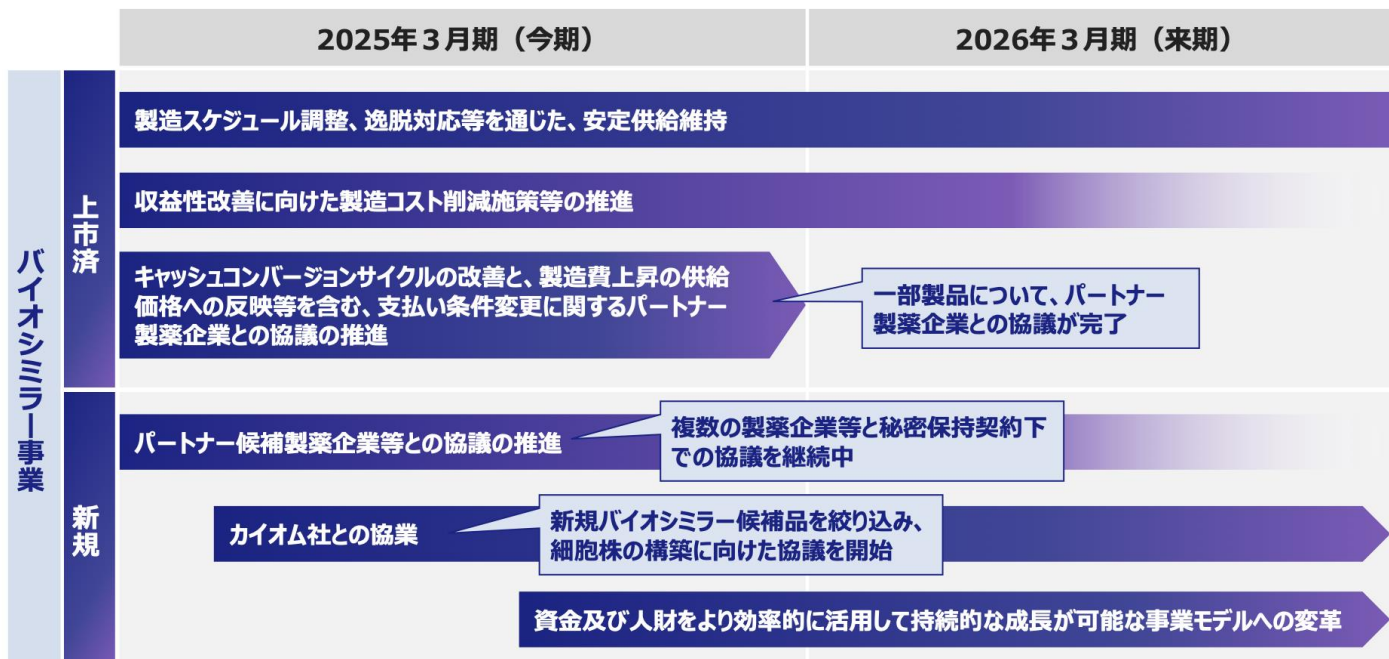 2025年3月期（今期）
2026年3月期（来期）
バイオシミラー事業
上市済
製造スケジュール調整、逸脱対応等を通じた、安定供給維持
収益性改善に向けた製造コスト削減施策等の推進
キャッシュコンバージョンサイクルの改善と、製造費上昇の供給
価格への反映等を含む、支払い条件変更に関するパートナー
製薬企業との協議の推進
一部製品について、パートナー
製薬企業との協議が完了
新規
パートナー候補製薬企業等との協議の推進
複数の製薬企業等と秘密保持契約下
での協議を継続中
カイオム社との協業
新規バイオシミラー候補品を絞り込み、
細胞株の構築に向けた協議を開始
資金及び人財をより効率的に活用して持続的な成長が可能な事業モデルへの変革